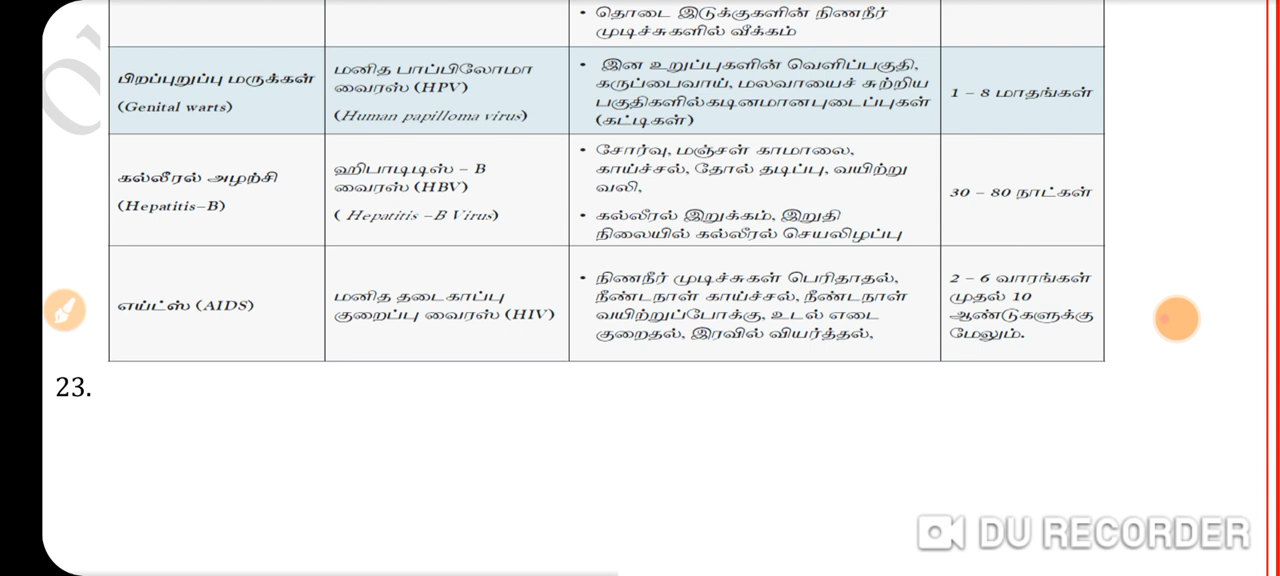 • தொடை இடுக்குகளின் நிணநீர்
முடிச்சுகளில் வீக்கம்
பிறப்புறுப்பு மருக்கள்
(Genital warts)
மனித பாப்பிலோமா
வைரஸ் (HPV)
(Human papilloma virus)
• இன உறுப்புகளின் வெளிப்பகுதி,
கருப்பைவாய், மலவாயைச் சுற்றிய
பகுதிகளில்கடினமானபுடைப்புகள்
(கட்டிகள்)
1 – 8 மாதங்கள்
கல்லீரல் அழற்சி
(Hepatitis–B)
ஹிபாடிடிஸ் – B
வைரஸ் (HBV)
( Hepatitis –B Virus)
• சோர்வு, மஞ்சள் காமாலை,
காய்ச்சல், தோல் தடிப்பு, வயிற்று
வலி,
• கல்லீரல் இறுக்கம், இறுதி
நிலையில் கல்லீரல் செயலிழப்பு
30 – 80 நாட்கள்
எய்ட்ஸ் (AIDS)
மனித தடைகாப்பு
குறைப்பு வைரஸ் (HIV)
• நிணநீர் முடிச்சுகள் பெரிதாதல்,
நீண்டநாள் காய்ச்சல், நீண்டநாள்
வயிற்றுப்போக்கு, உடல் எடை
குறைதல், இரவில் வியர்த்தல்,
2 – 6 வாரங்கள்
முதல் 10
ஆண்டுகளுக்கு
மேலும்.
23.
DU RECORDER